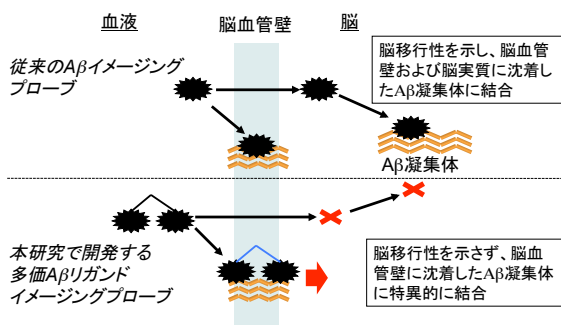 血液
脳血管壁
脳
従来のAβイメージング
プローブ
脳移行性を示し、脳血管
壁および脳実質に沈着し
たAβ凝集体に結合
Aβ凝集体
本研究で開発する
多価Aβリガンド
イメージングプローブ
脳移行性を示さず、脳血
管壁に沈着したAβ凝集体
に特異的に結合